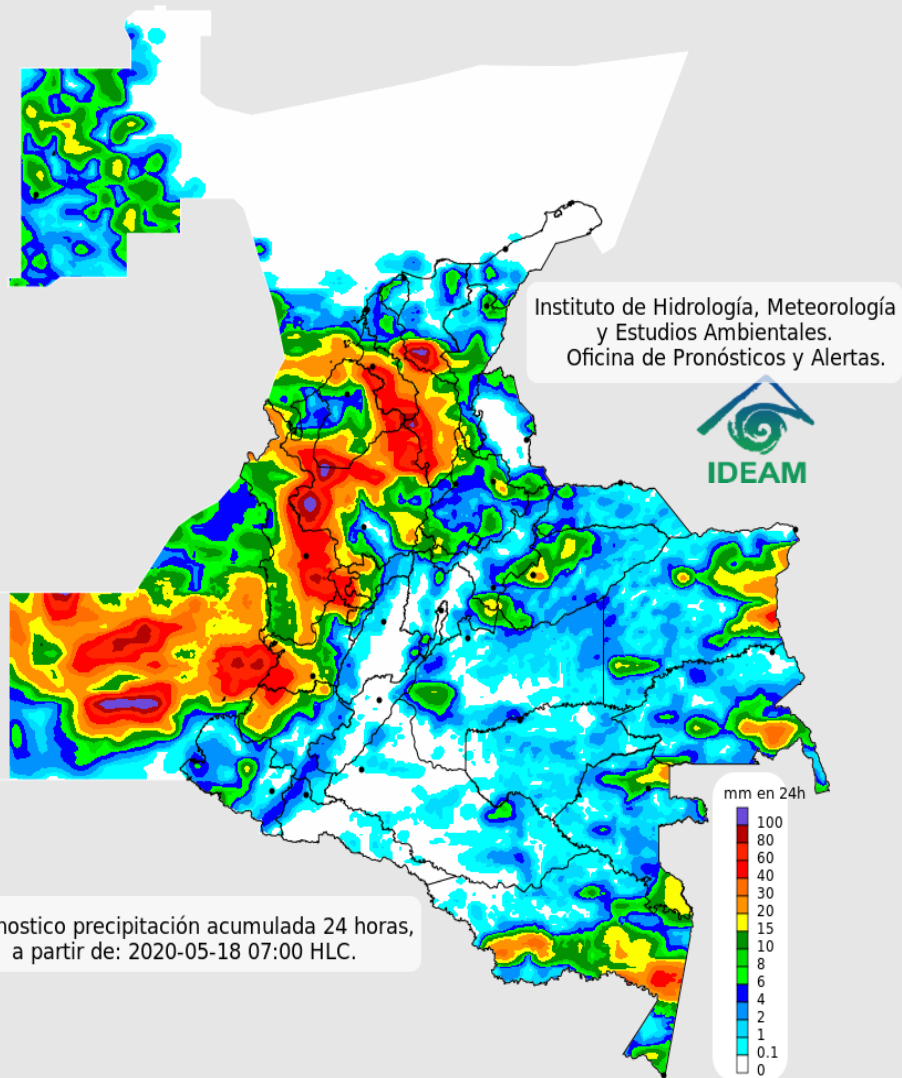 Instituto de Hidrología, Meteorología
y Estudios Ambientales.
Oficina de Pronósticos y Alertas.
IDEAM
mm en 24h
100
80
60
40
30
20
15
10
8
6
4
2
1
0.1
0
nostico precipitación acumulada 24 horas,
a partir de: 2020-05-18 07:00 HLC.